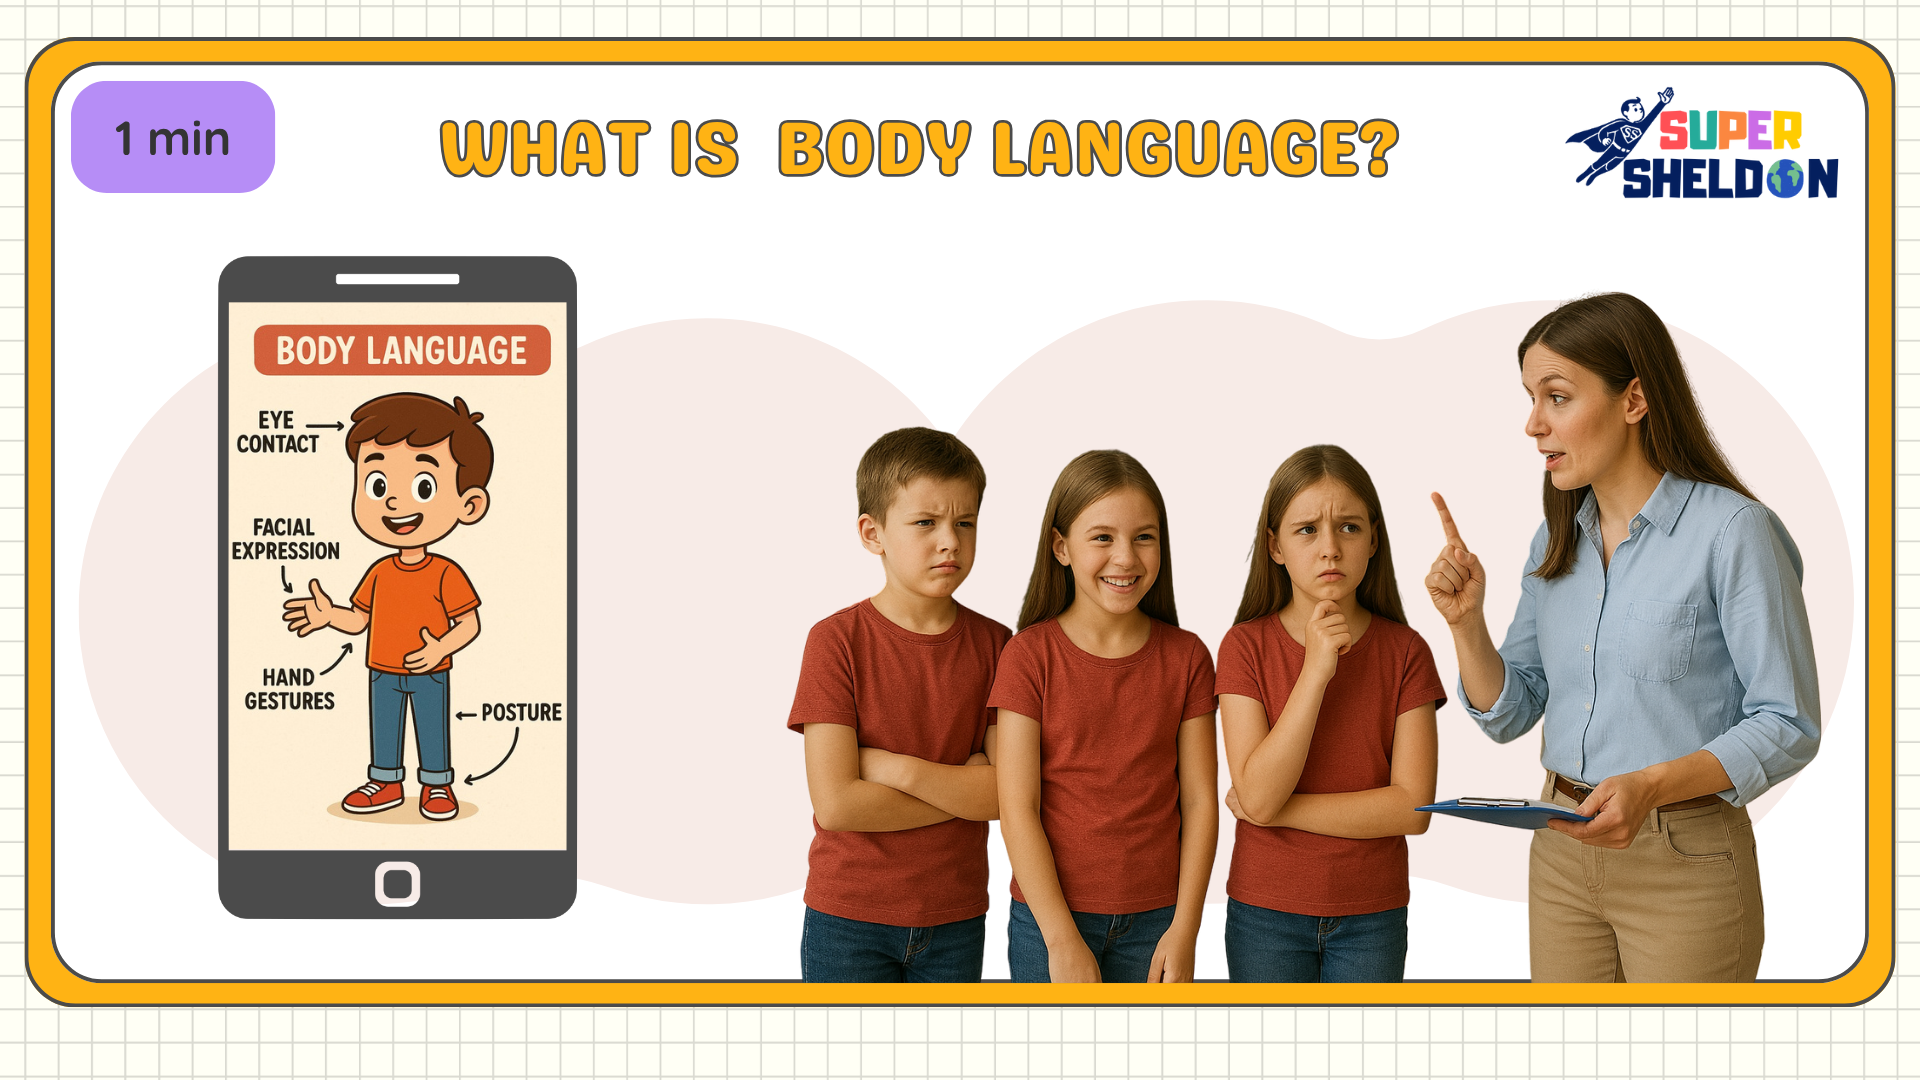 1 min
WHAT IS BODY LANGUAGE?
SUPER
SHELDON
BODY LANGUAGE
EYE
CONTACT
FACIAL
EXPRESSION
HAND
GESTURES
POSTURE